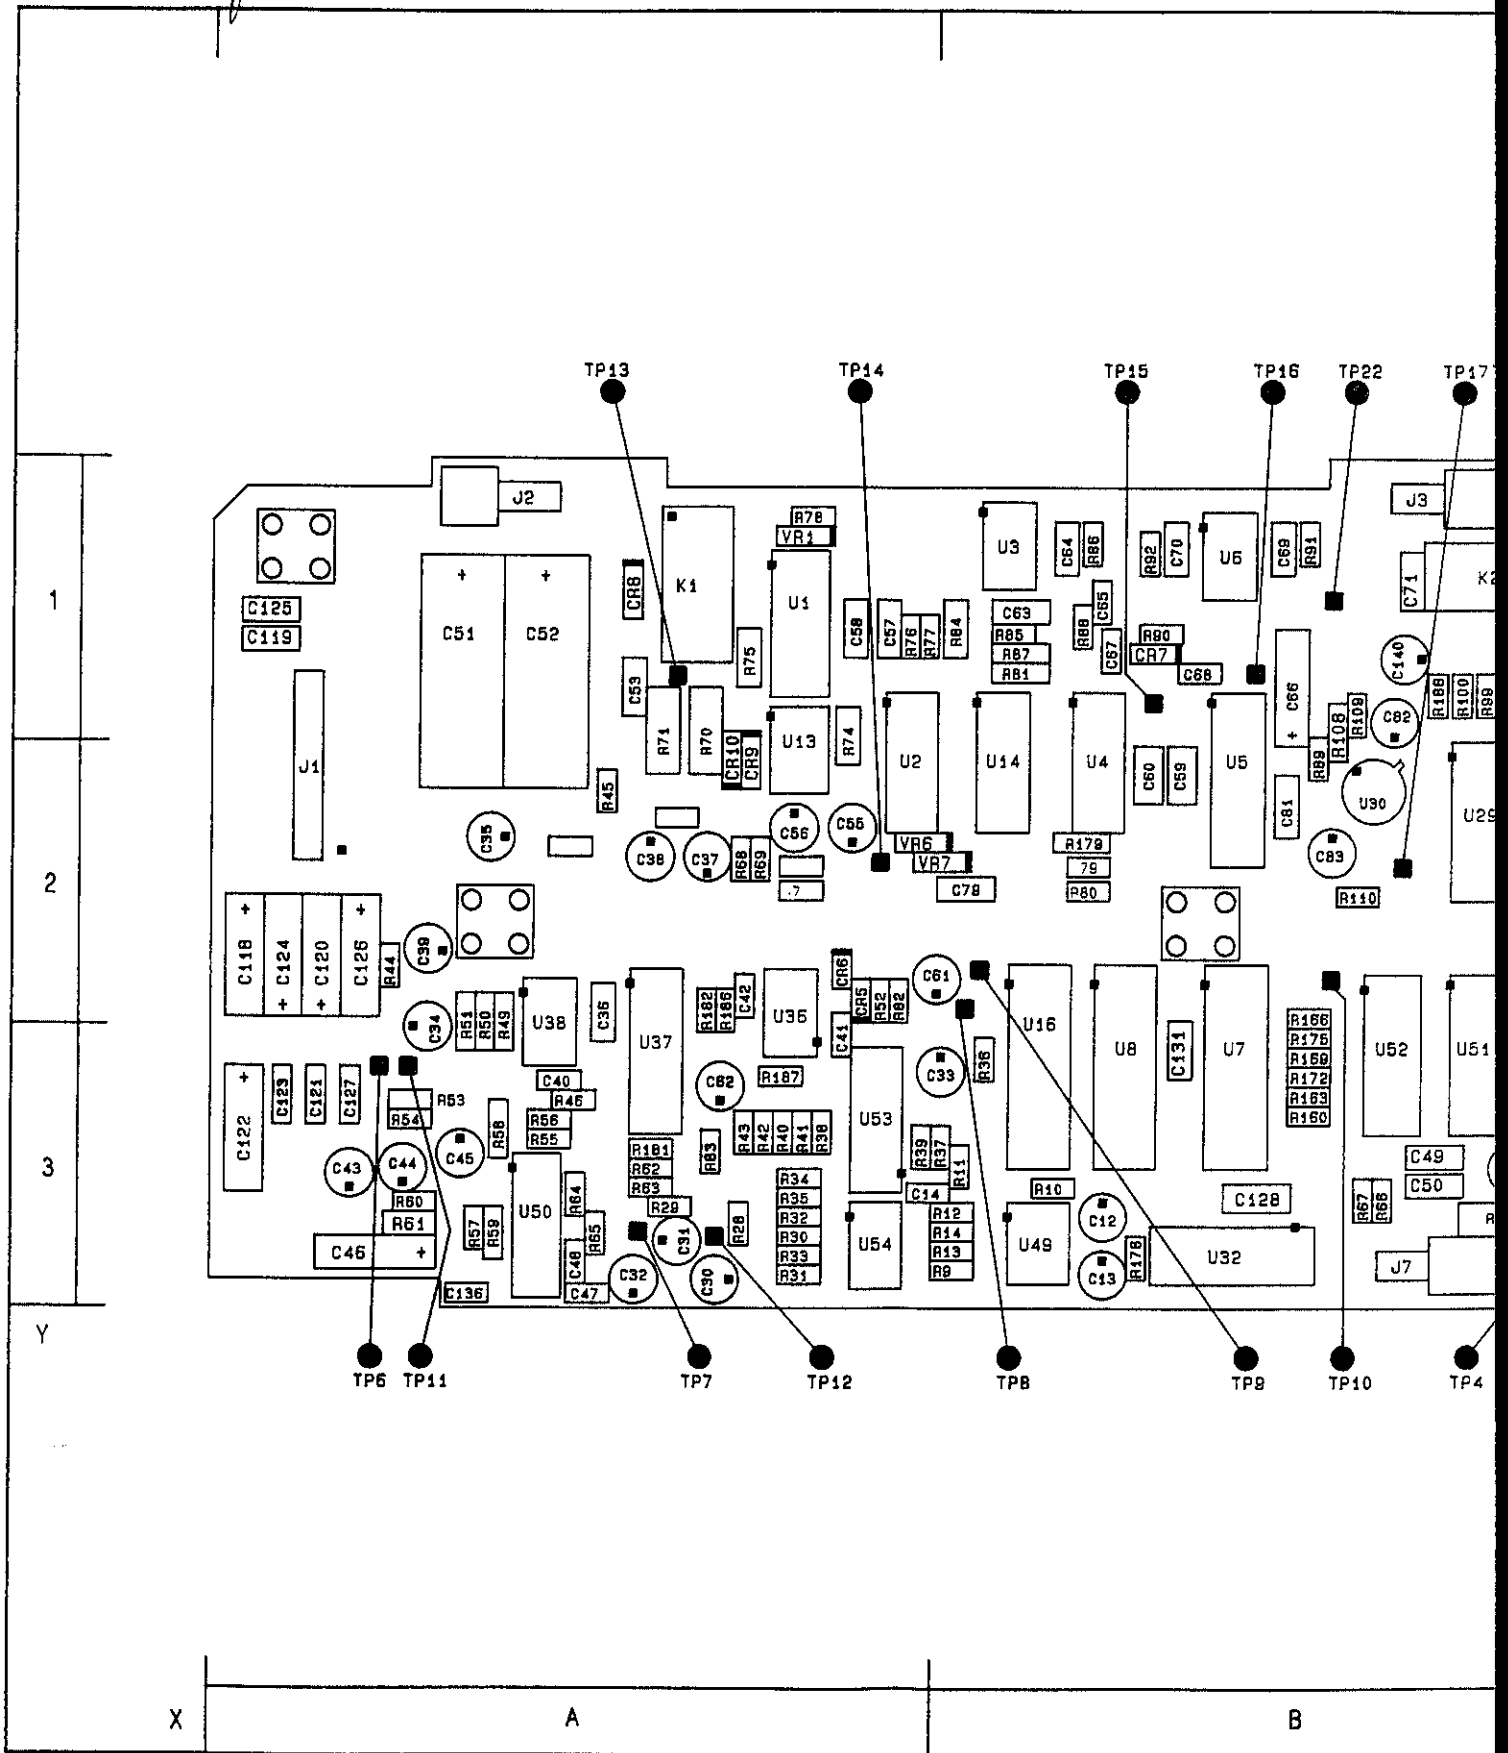 TP13 TP14 TP15 TP16 TP22 TP17
J2 J3
R78
VR1
U3 C64 R86 R92 C70 U6 C69 R91
1 CR8 K1 U1 C71
C125
C119
C51 C52 C58 C57 R76 R77 R84 C63 R88 C65
R85 R90
R87 C67 CR7
R75 R81 C68 C140
C53 C66 R188 R100 R99
R71 R70 CR10 CR9 U13 R74 U2 U14 U4 U5 R89 R108 R109 C82
J1 R45 C60 C59 C81 U30 U29
C35 C38 C37 R68 R69 C56 C55 VR6 R179 C83
VR7 79
2 .7 C79 R80 R110
C118 C124 C120 C126 R44 C39
CR6 C61
C34 R51 R50 R49 U38 C36 U37 R182 R186 C42 U35 C41 CR5 R52 R82 U16 U8 C131 U7 R166 U52 U51
R175
R169
C123 C121 C127 C40 C62 R187 C33 R36 R172
R53 R46 R163
R54 R58 R56 R43 R42 R40 R41 R38 U53 R160
C122 R55 R39 R37
3 C43 C44 C45 R181 R83 R11 C49
R62 R34
R60 R64 R63 R35 C14 R10 C128 C50
R61 R57 R59 U50 R65 R29 R28 R32 U54 R12 U49 C12 R67 R66
C46 C48 C31 R30 R14 R178 U32 J7
R33 R13
C136 C47 C32 C30 R31 R9 C13
Y
TP6 TP11 TP7 TP12 TP8 TP9 TP10 TP4
X A B